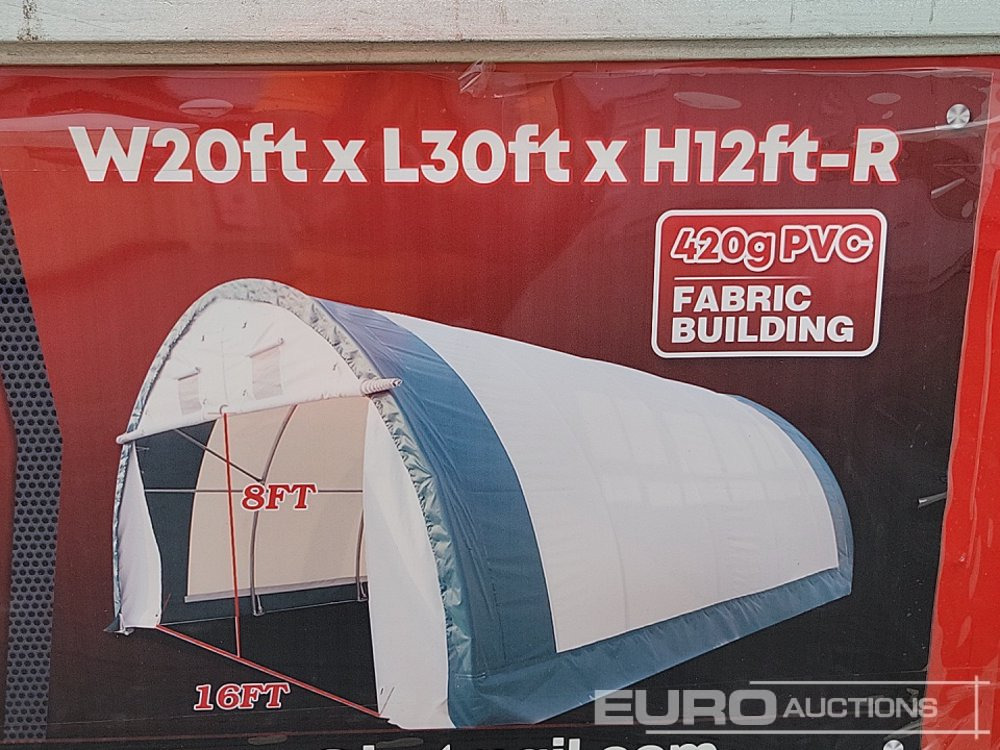 W20ft x L30ft x H12ft-R
420g PVC
FABRIC
BUILDING
8FT
16FT
EURO AUCTIONS